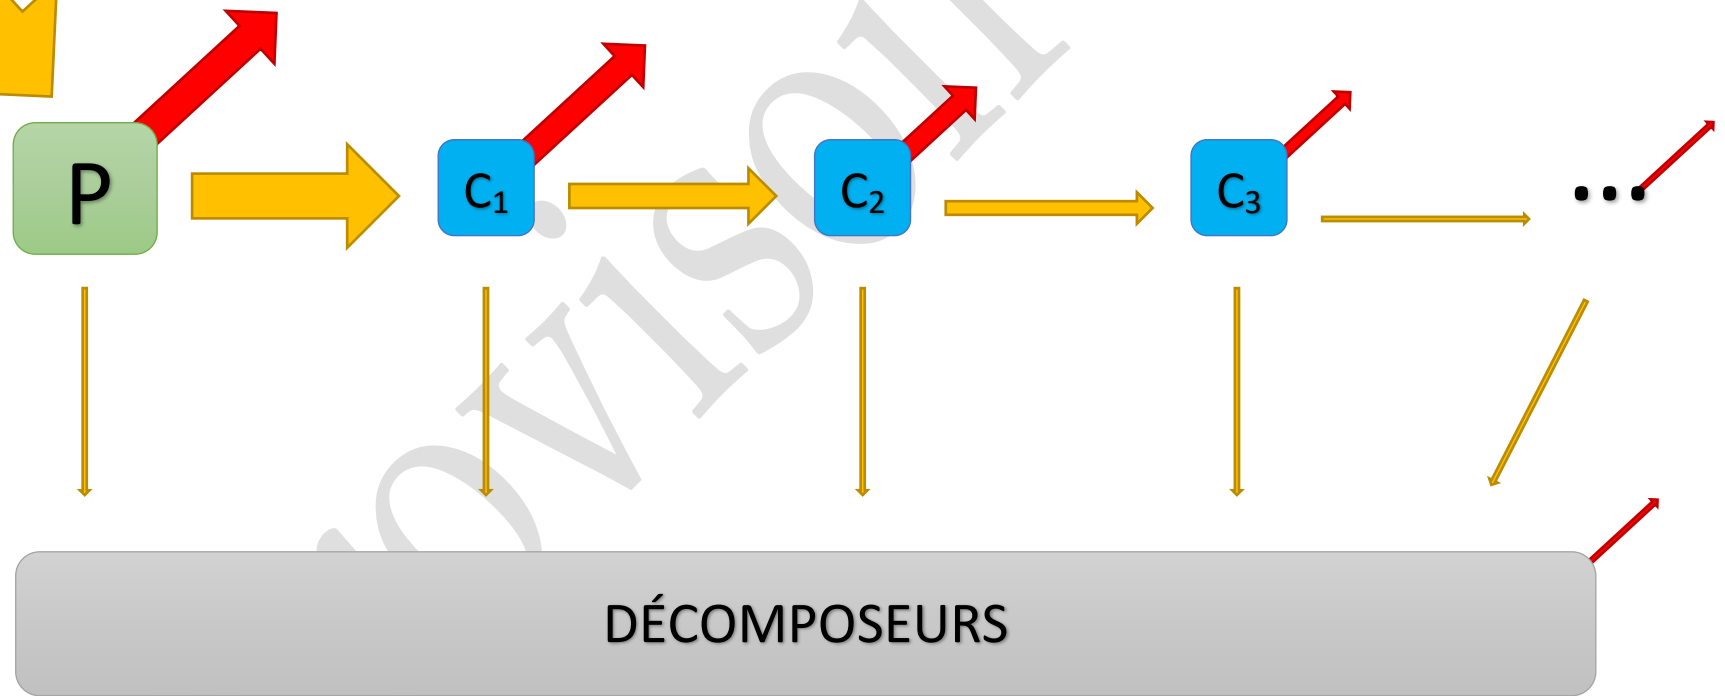 P
C₁
C₂
C₃
...
DÉCOMPOSEURS